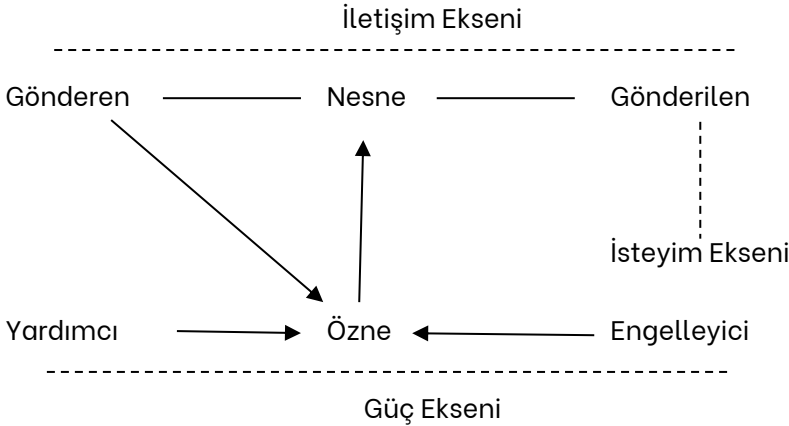 İletişim Ekseni
Gönderen Nesne Gönderilen
İsteyim Ekseni
Yardımcı Özne Engelleyici
Güç Ekseni